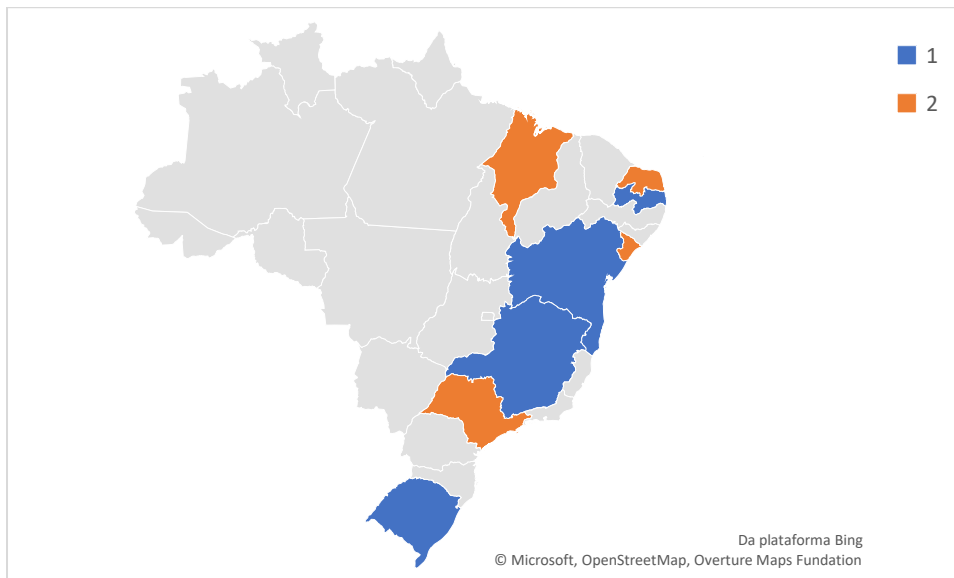 1
2
Da plataforma Bing
© Microsoft, OpenStreetMap, Overture Maps Fundation